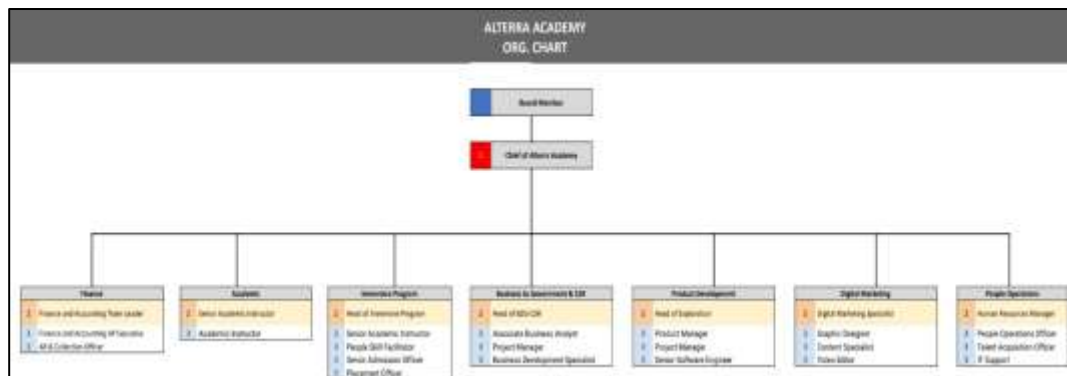 ALTERRA ACADEMY
ORG. CHART
Board Member
Chief of Alterra Academy
Finance
Finance and Accounting Team Leader
Finance and Accounting
AR & Collection Officer
Academic
Senior Academic Instructor
Academic Instructor
Immersive Program
Head of Immersive Program
Senior Academic Instructor
People Skill Facilitator
Senior Admission Officer
Placement Officer
Business to Government & CSR
Head of
Associate Business Analyst
Project Manager
Business Development Specialist
Product Development
Head of Exploration
Product Manager
Project Manager
Senior Software Engineer
Digital Marketing
Digital Marketing Specialist
Graphic Designer
Content Specialist
Video Editor
People Operations
Human Resources Manager
People Operations Officer
Talent Acquisition Officer
IT Support